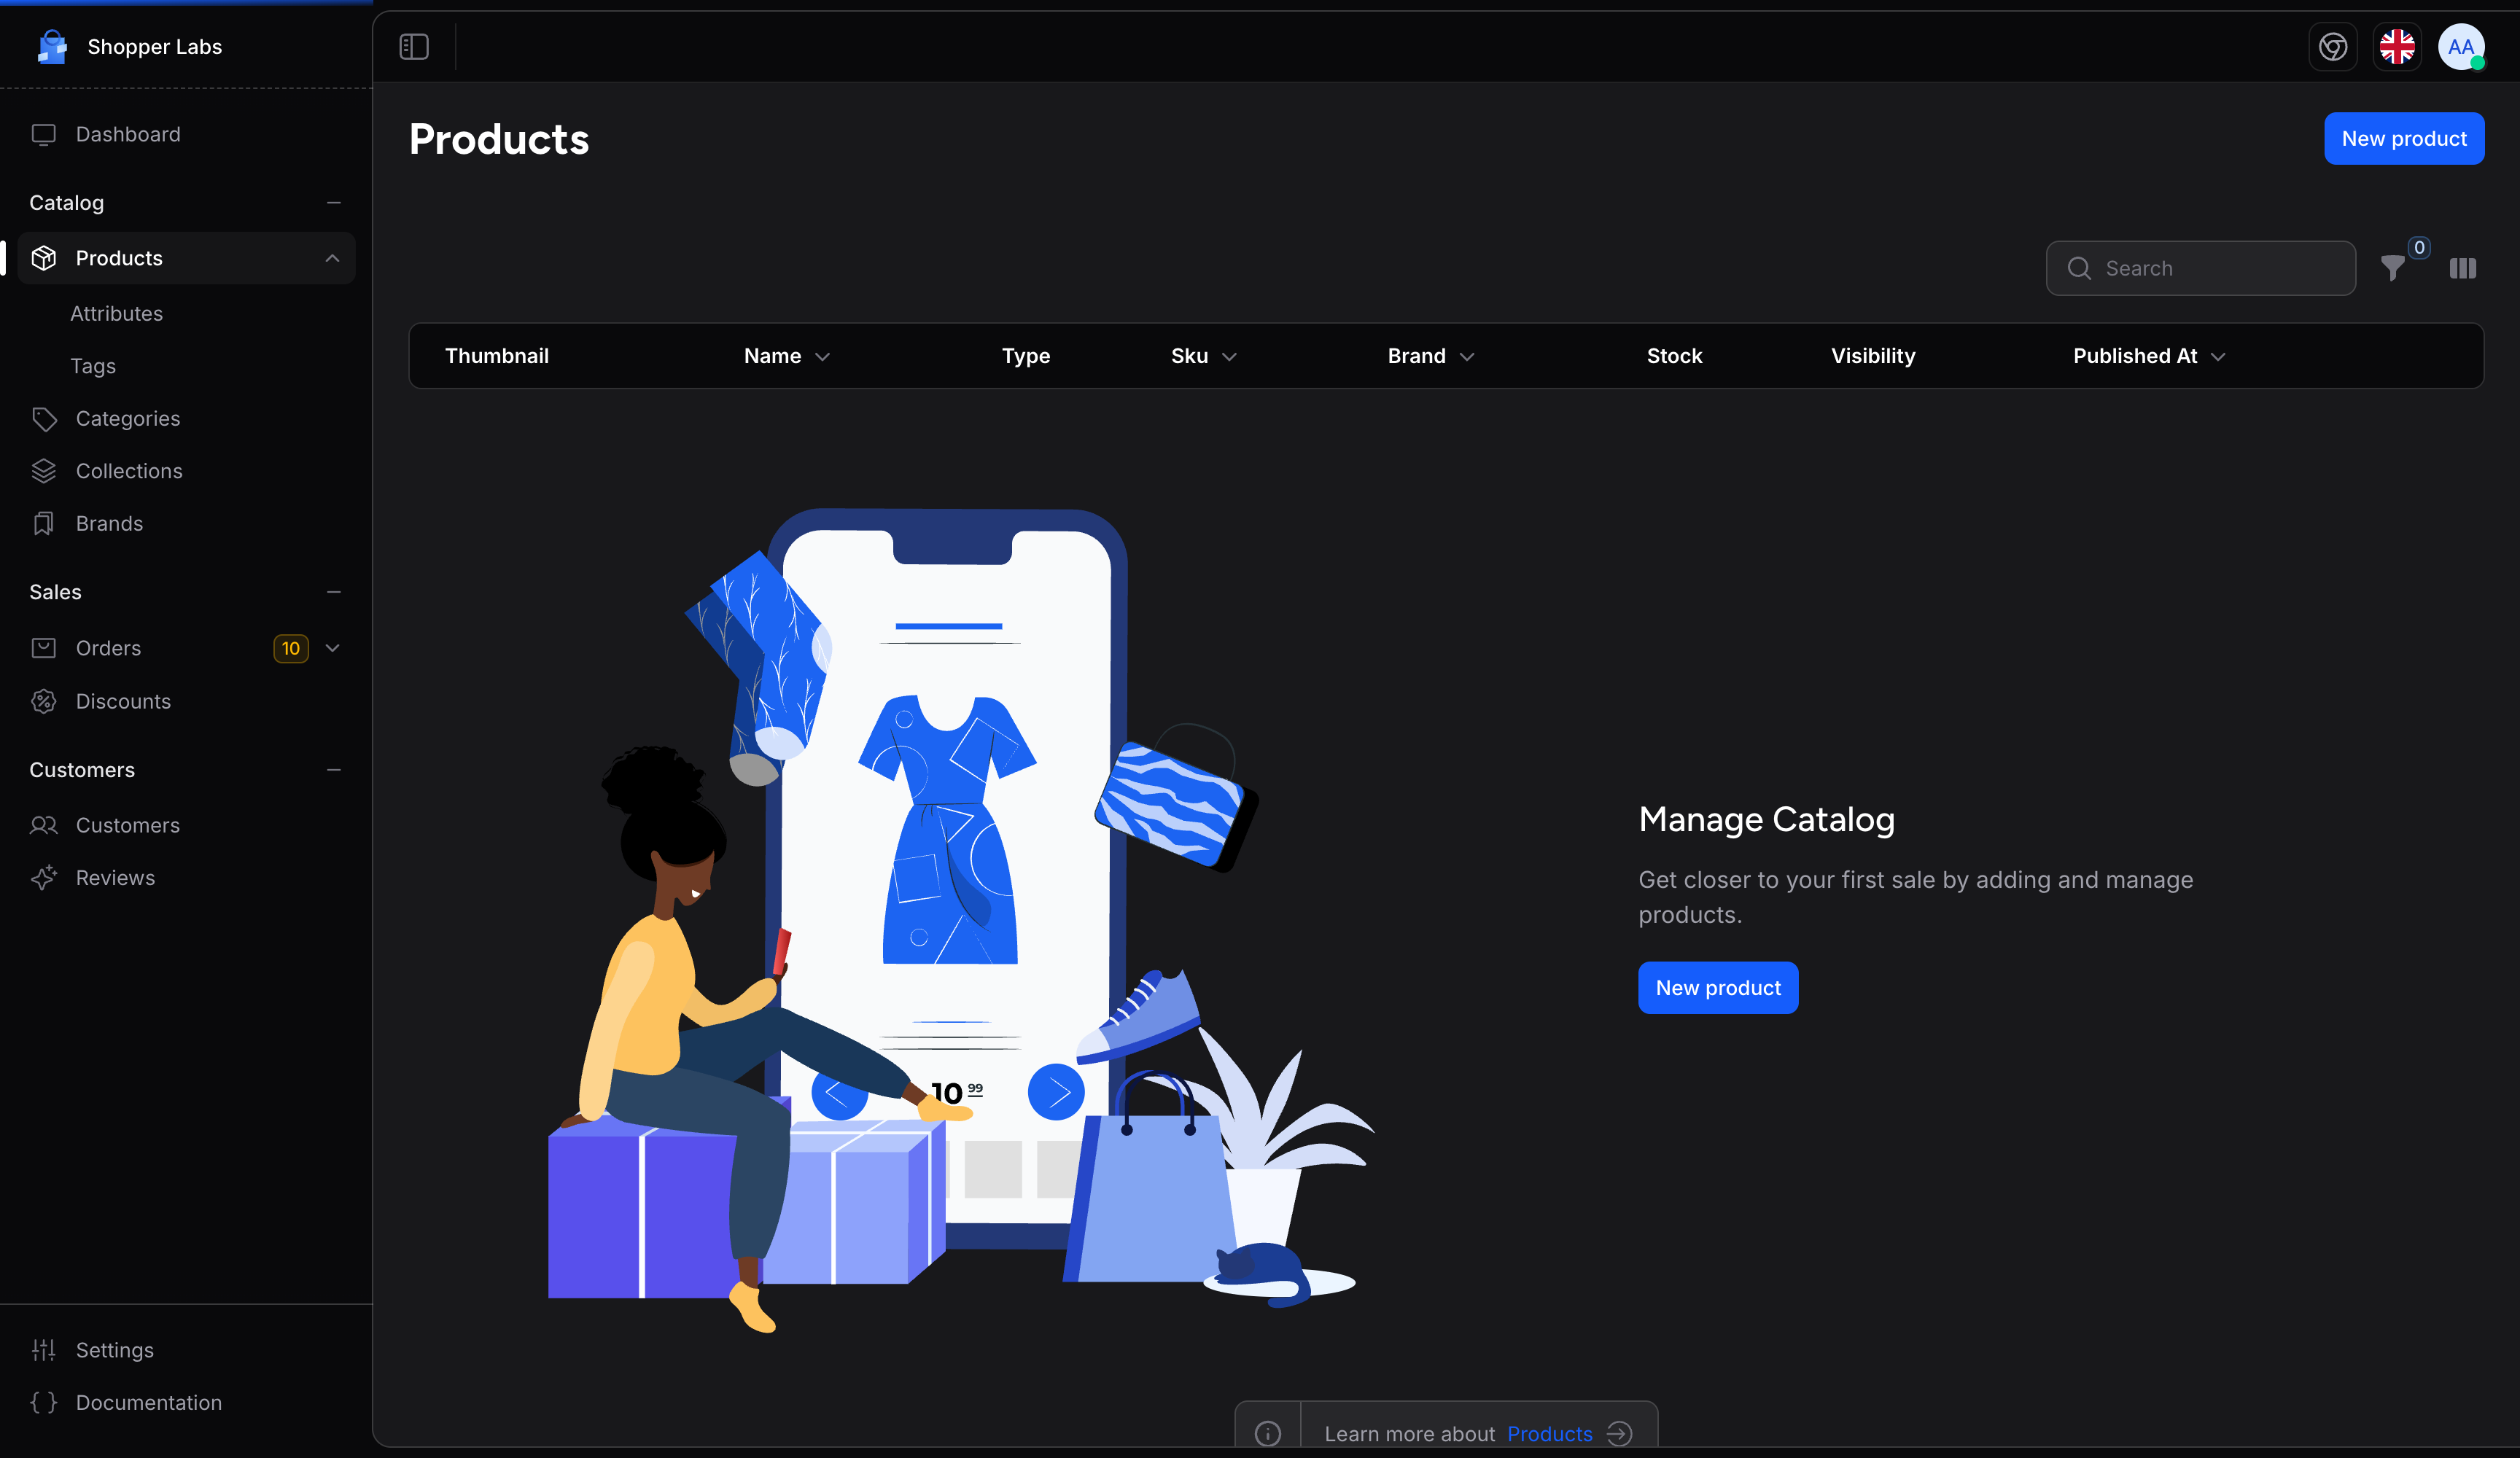 Shopper Labs
AA
Dashboard
Catalog
Products
Attributes
Tags
Categories
Collections
Brands
Sales
Orders 10
Discounts
Customers
Customers
Reviews
Settings
Documentation
Products
New product
Search
0
Thumbnail Name Type Sku Brand Stock Visibility Published At
10 99
Manage Catalog
Get closer to your first sale by adding and manage
products.
New product
Learn more about Products